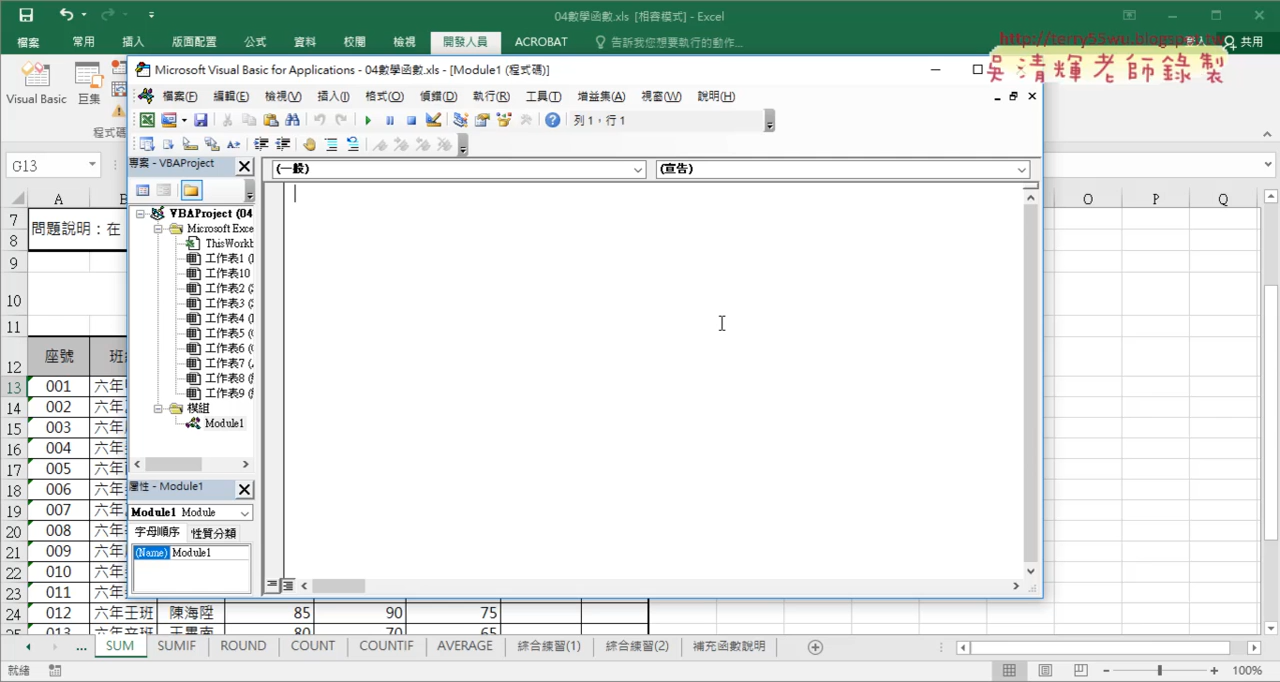 04數學函數.xls [相容模式] - Excel
檔案 常用 插入 版面配置 公式 資料 校閱 檢視 開發人員 ACROBAT 告訴我您想要執行的動作... 共用
http://terry55wu.blogspot.tw
吳清輝老師錄製
Visual Basic 巨集
程式碼
Microsoft Visual Basic for Applications - 04數學函數.xls - [Module1 (程式碼)]
檔案(F) 編輯(E) 檢視(V) 插入(I) 格式(O) 偵錯(D) 執行(R) 工具(T) 增益集(A) 視窗(W) 說明(H)
列 1，行 1
G13
專案 - VBAProject
(一般) (宣告)
VBAProject (04
Microsoft Exce
ThisWorkb
工作表1 (
工作表10
工作表2 (
工作表3 (
工作表4 (
工作表5 (
工作表6 (
工作表7 (
工作表8 (
工作表9 (
模組
Module1
屬性 - Module1
Module1 Module
字母順序 性質分類
(Name) Module1
A B O P Q
7
問題說明：在
8
9
10
11
12 座號 班
13 001 六年
14 002 六年
15 003 六年
16 004 六年
17 005 六年
18 006 六年
19 007 六年
20 008 六年
21 009 六年
22 010 六年
23 011 六年
24 012 六年壬班 陳海陞 85 90 75
25 013 80 70 65
... SUM SUMIF ROUND COUNT COUNTIF AVERAGE 綜合練習(1) 綜合練習(2) 補充函數說明
就緒 100%